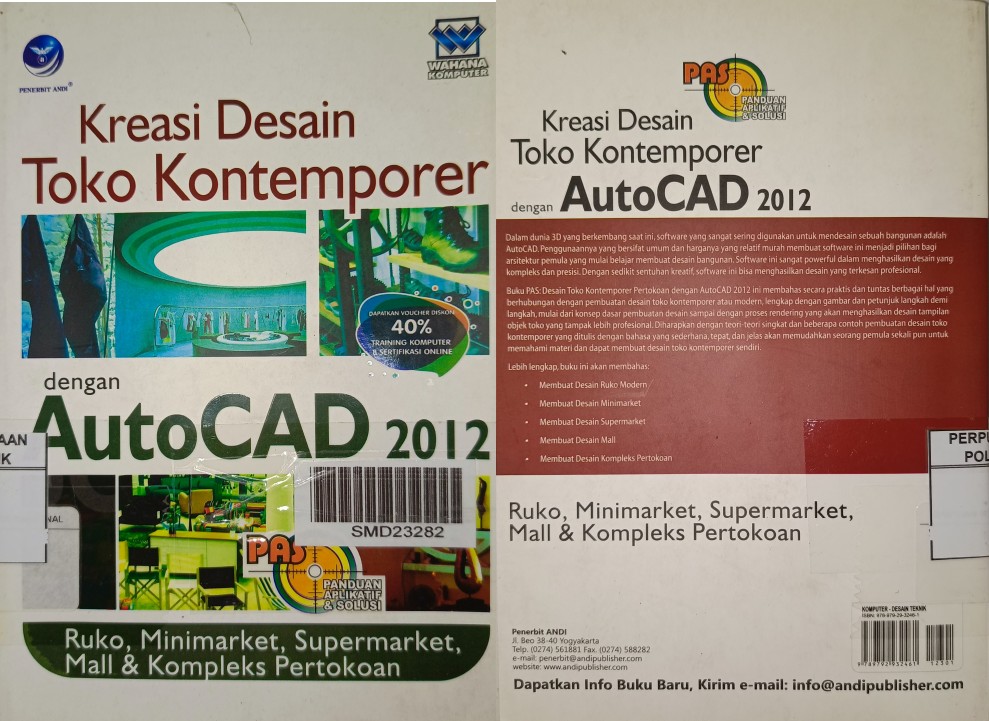 PENERBIT ANDI®
WAHANA
KOMPUTER
Kreasi Desain
Toko Kontemporer
DAPATKAN VOUCHER DISKON
40%
TRAINING KOMPUTER
& SERTIFIKASI ONLINE
dengan
AutoCAD 2012
AAN
IK
NAL
SMD23282
PAS
PANDUAN
APLIKATIF
& SOLUSI
Ruko, Minimarket, Supermarket,
Mall & Kompleks Pertokoan
PAS
PANDUAN
APLIKATIF
& SOLUSI
Kreasi Desain
Toko Kontemporer
dengan AutoCAD 2012
Dalam dunia 3D yang berkembang saat ini, software yang sangat sering digunakan untuk mendesain sebuah bangunan adalah
AutoCAD. Penggunaannya yang bersifat umum dan harganya yang relatif murah membuat software ini menjadi pilihan bagi
arsitektur pemula yang mulai belajar membuat desain bangunan. Software ini sangat powerful dalam menghasilkan desain yang
kompleks dan presisi. Dengan sedikit sentuhan kreatif, software ini bisa menghasilkan desain yang terkesan profesional.
Buku PAS: Desain Toko Kontemporer Pertokoan dengan AutoCAD 2012 ini membahas secara praktis dan tuntas berbagai hal yang
berhubungan dengan pembuatan desain toko kontemporer atau modern, lengkap dengan gambar dan petunjuk langkah demi
langkah, mulai dari konsep dasar pembuatan desain sampai dengan proses rendering yang akan menghasilkan desain tampilan
objek toko yang tampak lebih profesional. Diharapkan dengan teori-teori singkat dan beberapa contoh pembuatan desain toko
kontemporer yang ditulis dengan bahasa yang sederhana, tepat, dan jelas akan memudahkan seorang pemula sekali pun untuk
memahami materi dan dapat membuat desain toko kontemporer sendiri.
Lebih lengkap, buku ini akan membahas:
• Membuat Desain Ruko Modern
• Membuat Desain Minimarket
• Membuat Desain Supermarket
• Membuat Desain Mall
• Membuat Desain Kompleks Pertokoan
PERPU
POL
Ruko, Minimarket, Supermarket,
Mall & Kompleks Pertokoan
KOMPUTER - DESAIN TEKNIK
ISBN: 978-979-29-3246-1
9789792932461
12301
Penerbit ANDI
Jl. Beo 38-40 Yogyakarta
Telp. (0274) 561881 Fax. (0274) 588282
e-mail: penerbit@andipublisher.com
website: www.andipublisher.com
Dapatkan Info Buku Baru, Kirim e-mail: info@andipublisher.com